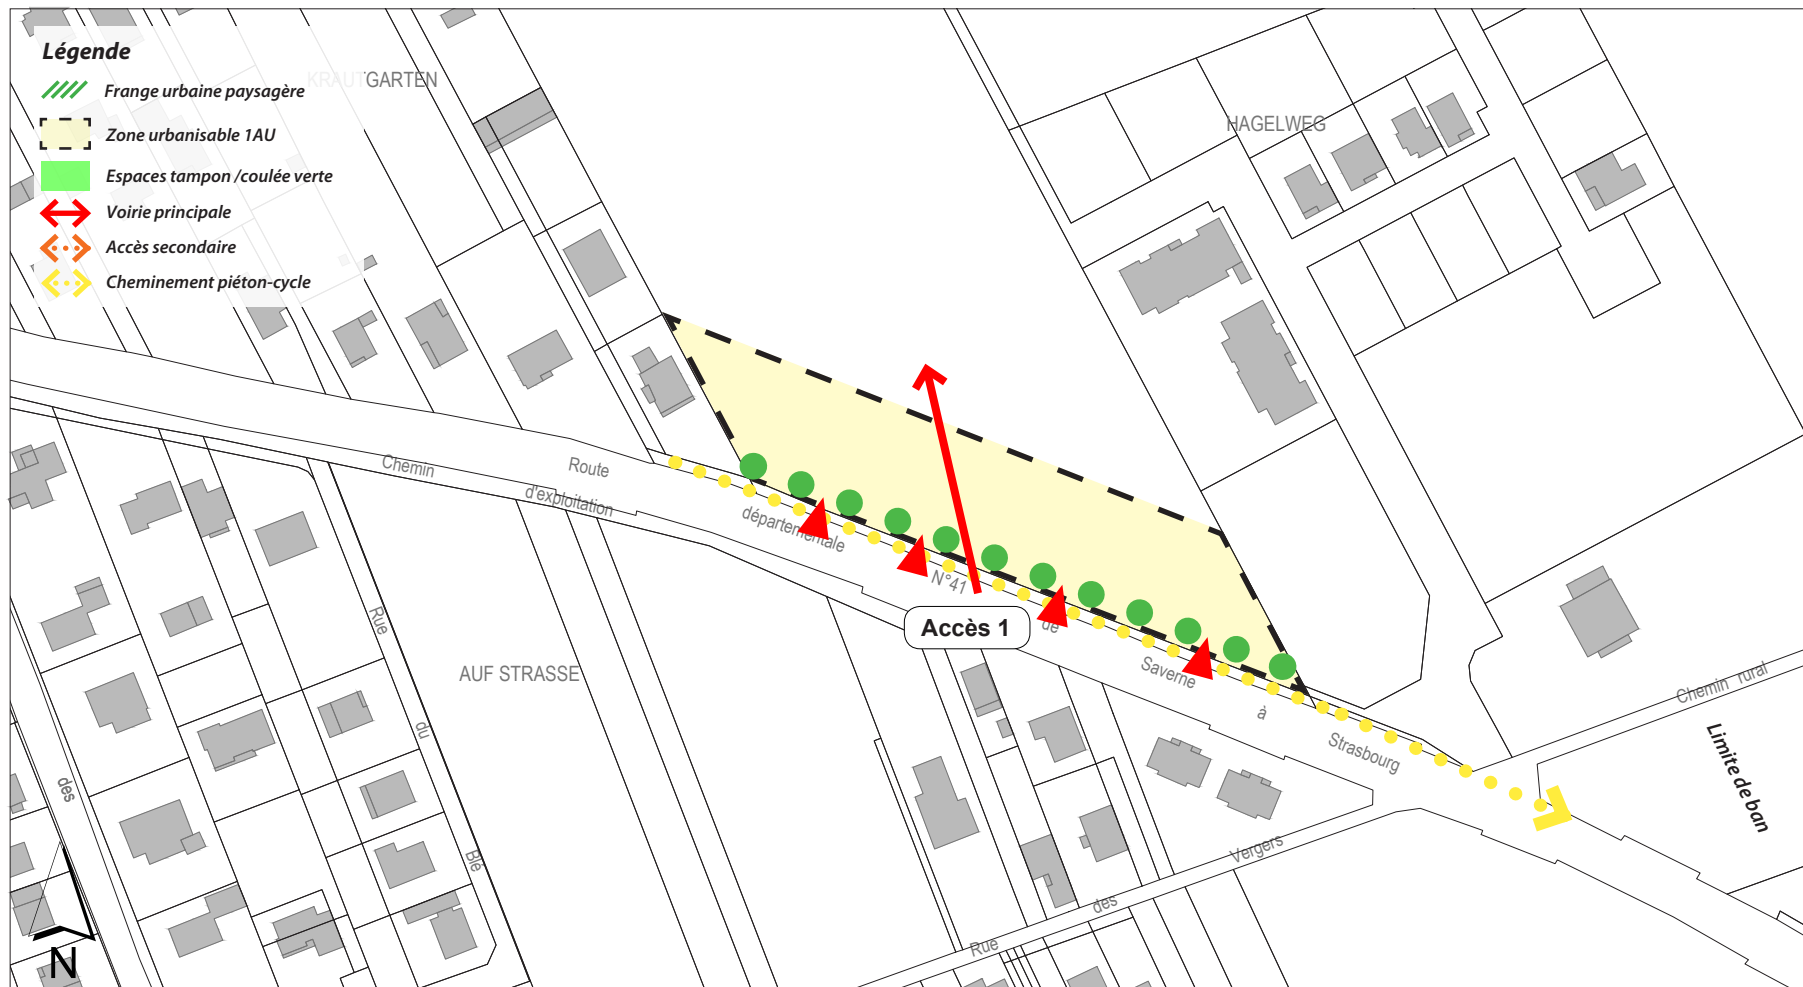 Légende
Frange urbaine paysagère
Zone urbanisable 1AU
Espaces tampon /coulée verte
Voirie principale
Accès secondaire
Cheminement piéton-cycle
KRAUTGARTEN
HAGELWEG
Chemin
d'exploitation
Route
départementale
N°41
de
Saverne
à
Strasbourg
Accès 1
AUF STRASSE
Rue
du
Blé
des
Chemin rural
Limite de ban
Rue
des
Vergers
N